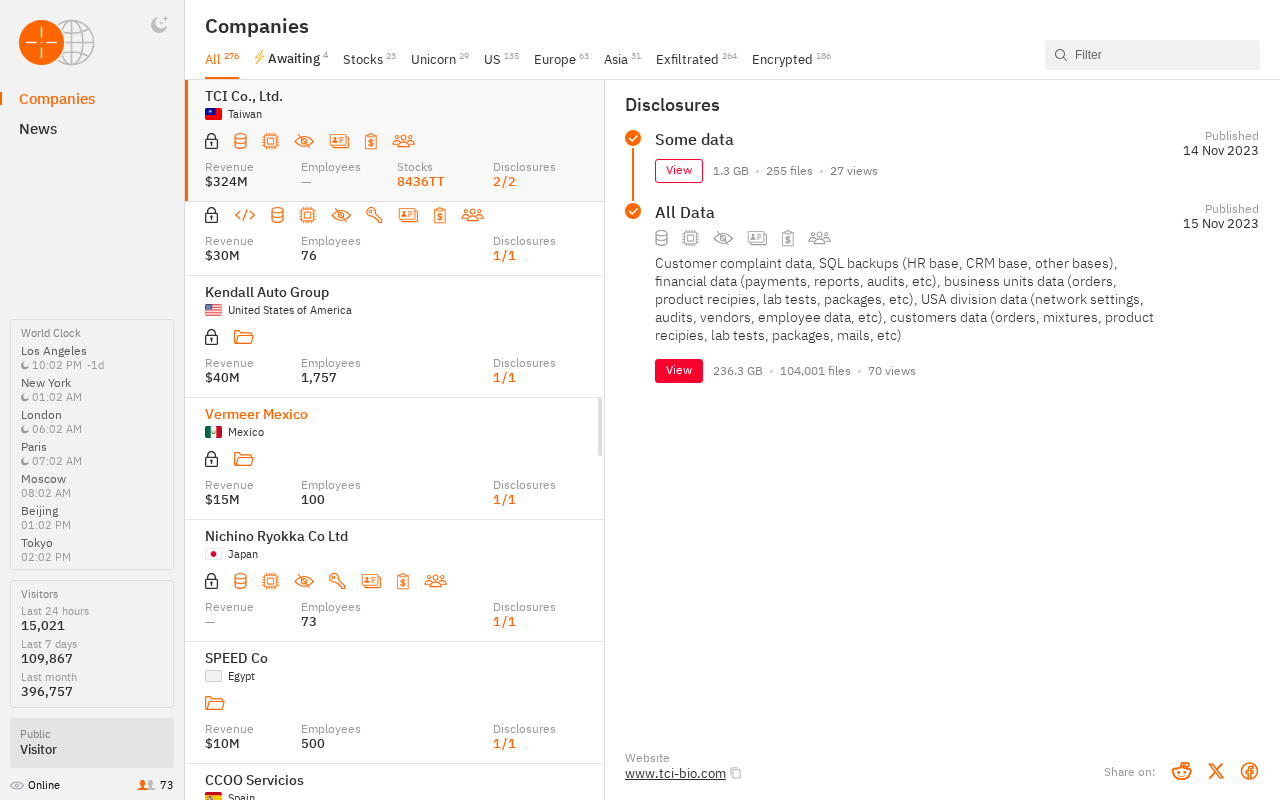 Companies
News
World Clock
Los Angeles
10:02 PM -1d
New York
01:02 AM
London
06:02 AM
Paris
07:02 AM
Moscow
08:02 AM
Beijing
01:02 PM
Tokyo
02:02 PM
Visitors
Last 24 hours
15,021
Last 7 days
109,867
Last month
396,757
Public
Visitor
Online 73
Companies
All 276 Awaiting 4 Stocks 23 Unicorn 29 US 135 Europe 63 Asia 31 Exfiltrated 264 Encrypted 186
Filter
TCI Co., Ltd.
Taiwan
Revenue Employees Stocks Disclosures
$324M — 8436TT 2/2
Revenue Employees Disclosures
$30M 76 1/1
Kendall Auto Group
United States of America
Revenue Employees Disclosures
$40M 1,757 1/1
Vermeer Mexico
Mexico
Revenue Employees Disclosures
$15M 100 1/1
Nichino Ryokka Co Ltd
Japan
Revenue Employees Disclosures
— 73 1/1
SPEED Co
Egypt
Revenue Employees Disclosures
$10M 500 1/1
CCOO Servicios
Spain
Disclosures
Some data
Published
14 Nov 2023
View 1.3 GB • 255 files • 27 views
All Data
Published
15 Nov 2023
Customer complaint data, SQL backups (HR base, CRM base, other bases),
financial data (payments, reports, audits, etc), business units data (orders,
product recipies, lab tests, packages, etc), USA division data (network settings,
audits, vendors, employee data, etc), customers data (orders, mixtures, product
recipies, lab tests, packages, mails, etc)
View 236.3 GB • 104,001 files • 70 views
Website
www.tci-bio.com
Share on: